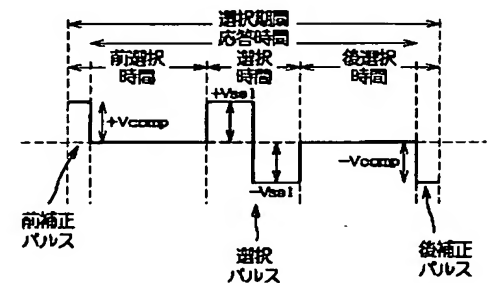 選択期間
応答時間
前選択
時間
選択
時間
後選択
時間
+Vsel
+Vcomp
-Vcomp
-Vsel
前補正
パルス
選択
パルス
後補正
パルス